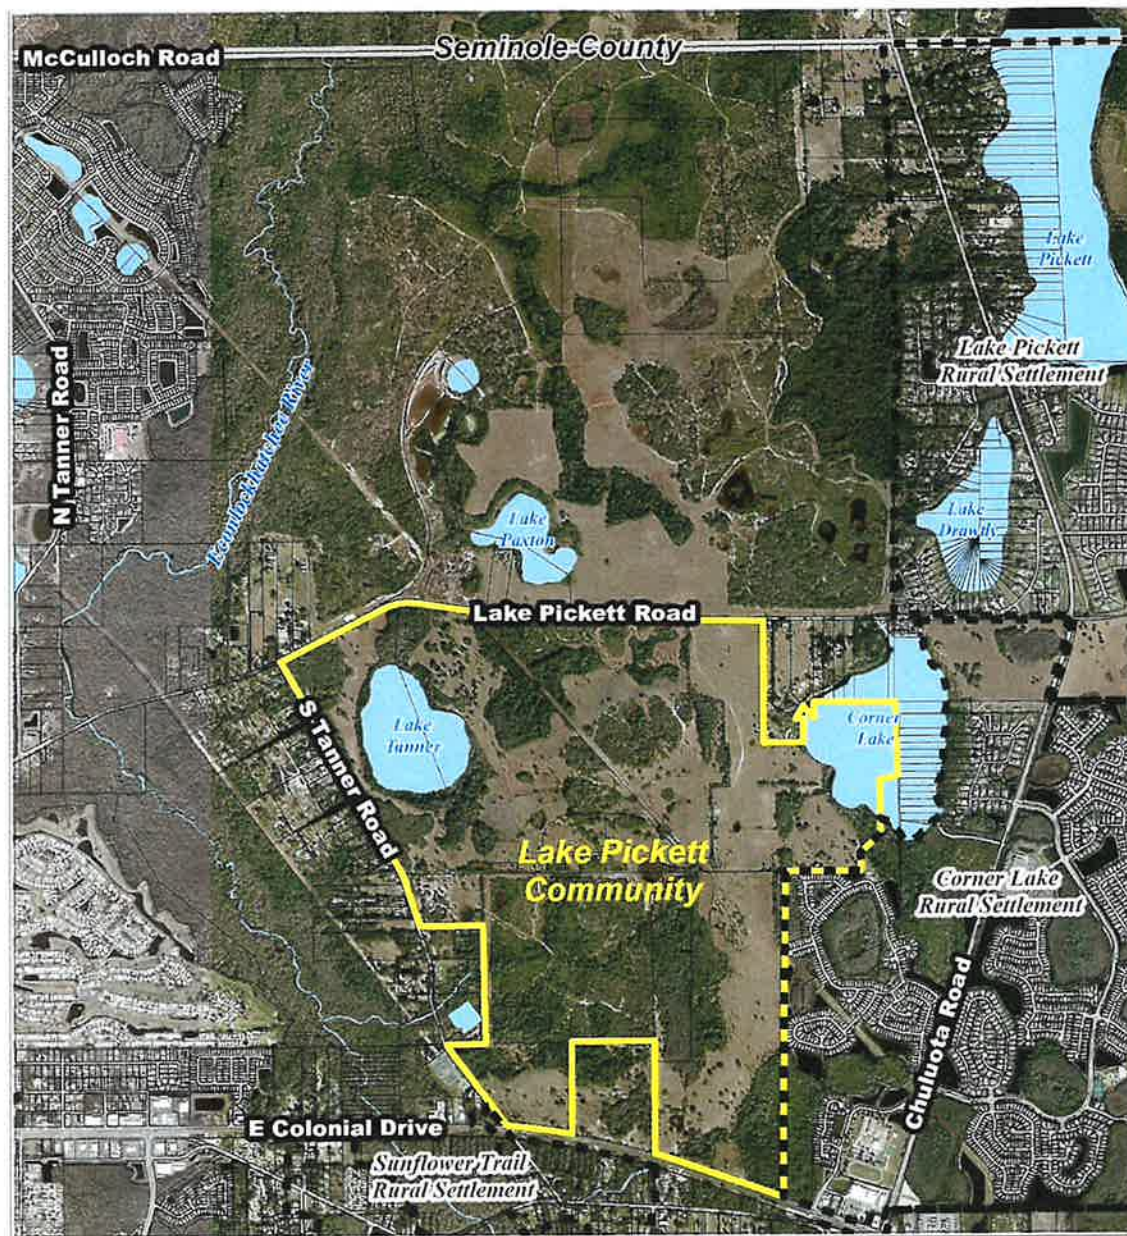 Seminole County
McCulloch Road
Lake
Pickett
Lake Pickett
Rural Settlement
N Tanner Road
Econlockhatchee River
Lake
Drawdy
Lake
Paxton
Lake Pickett Road
S Tanner Road
Lake
Tanner
Corner
Lake
Lake Pickett
Community
Corner Lake
Rural Settlement
Chuluota Road
E Colonial Drive
Sunflower Trail
Rural Settlement